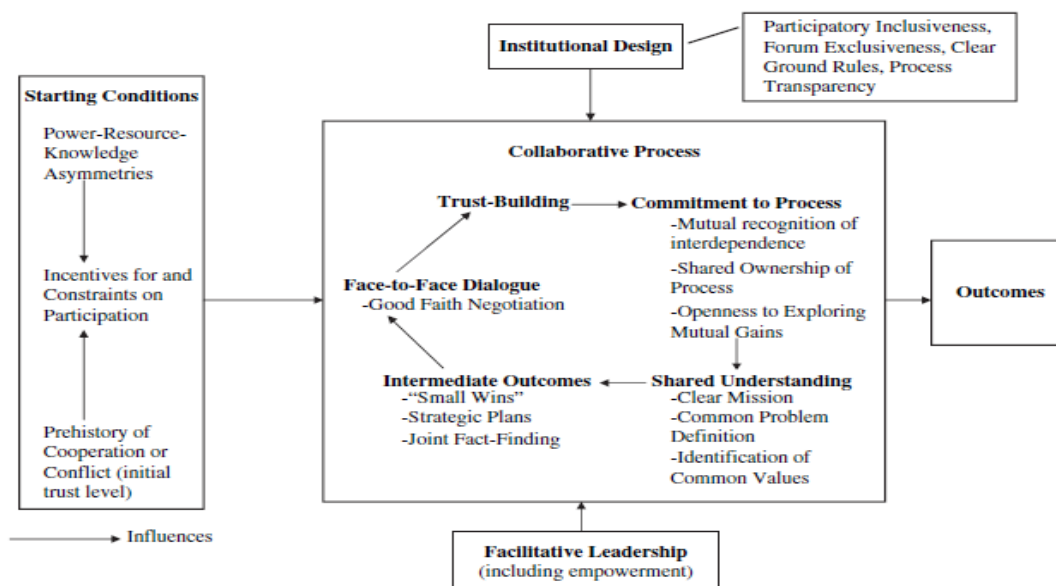 Institutional Design
Participatory Inclusiveness,
Forum Exclusiveness, Clear
Ground Rules, Process
Transparency
Starting Conditions
Power-Resource-
Knowledge
Asymmetries
Incentives for and
Constraints on
Participation
Prehistory of
Cooperation or
Conflict (initial
trust level)
Influences
Collaborative Process
Trust-Building
Commitment to Process
-Mutual recognition of
interdependence
-Shared Ownership of
Process
-Openness to Exploring
Mutual Gains
Face-to-Face Dialogue
-Good Faith Negotiation
Intermediate Outcomes
-“Small Wins”
-Strategic Plans
-Joint Fact-Finding
Shared Understanding
-Clear Mission
-Common Problem
Definition
-Identification of
Common Values
Outcomes
Facilitative Leadership
(including empowerment)